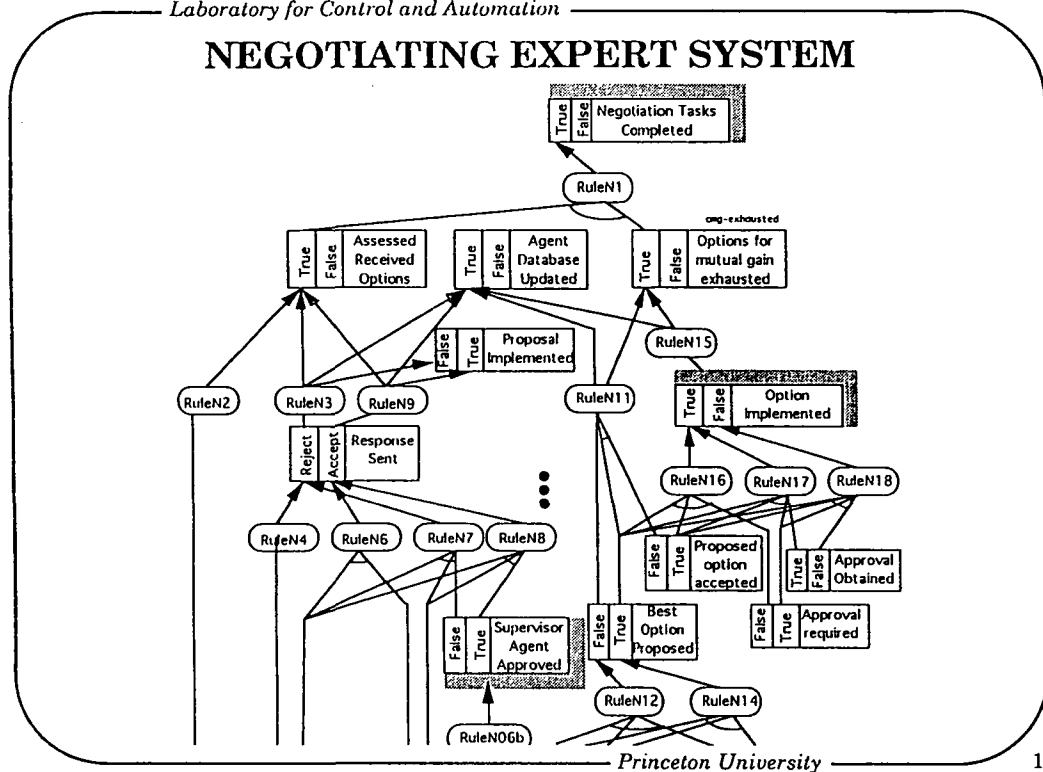 Laboratory for Control and Automation
NEGOTIATING EXPERT SYSTEM
True
False
Negotiation Tasks
Completed
RuleN1
omg-exhausted
True
False
Assessed
Received
Options
True
False
Agent
Database
Updated
True
False
Options for
mutual gain
exhausted
False
True
Proposal
Implemented
RuleN15
RuleN2
RuleN3
RuleN9
RuleN11
True
False
Option
Implemented
Reject
Accept
Response
Sent
RuleN16
RuleN17
RuleN18
RuleN4
RuleN6
RuleN7
RuleN8
False
True
Proposed
option
accepted
True
False
Approval
Obtained
False
True
Supervisor
Agent
Approved
False
True
Best
Option
Proposed
False
True
Approval
required
RuleN12
RuleN14
RuleN06b
Princeton University
1